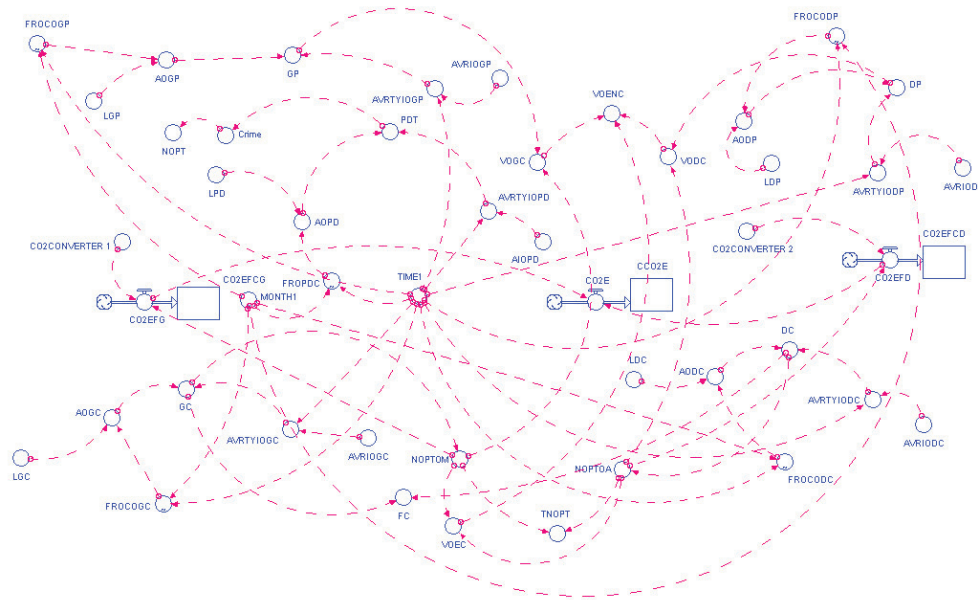 FROCOGP
FROCODP
AOGP
GP
AVRIOGP
DP
LGP
AVRTYIOGP
VOENC
PDT
AODP
NOPT
Crime
VOGC
VODC
LDP
LPD
AVRTYIODP
AVRIOD
AVRTYIOPD
AOPD
CO2CONVERTER 1
AIOPD
CO2CONVERTER 2
CO2EFCD
CO2EFCG
FROPDC
TIME1
CO2E
CCO2E
CO2EFD
MONTH1
CO2EFG
DC
LDC
AODC
AOGC
GC
AVRTYIODC
AVRTYIOGC
AVRIOGC
NOPTOM
NOPTOA
AVRIODC
LGC
FROCODC
FROCOGC
FC
TNOPT
VOEC